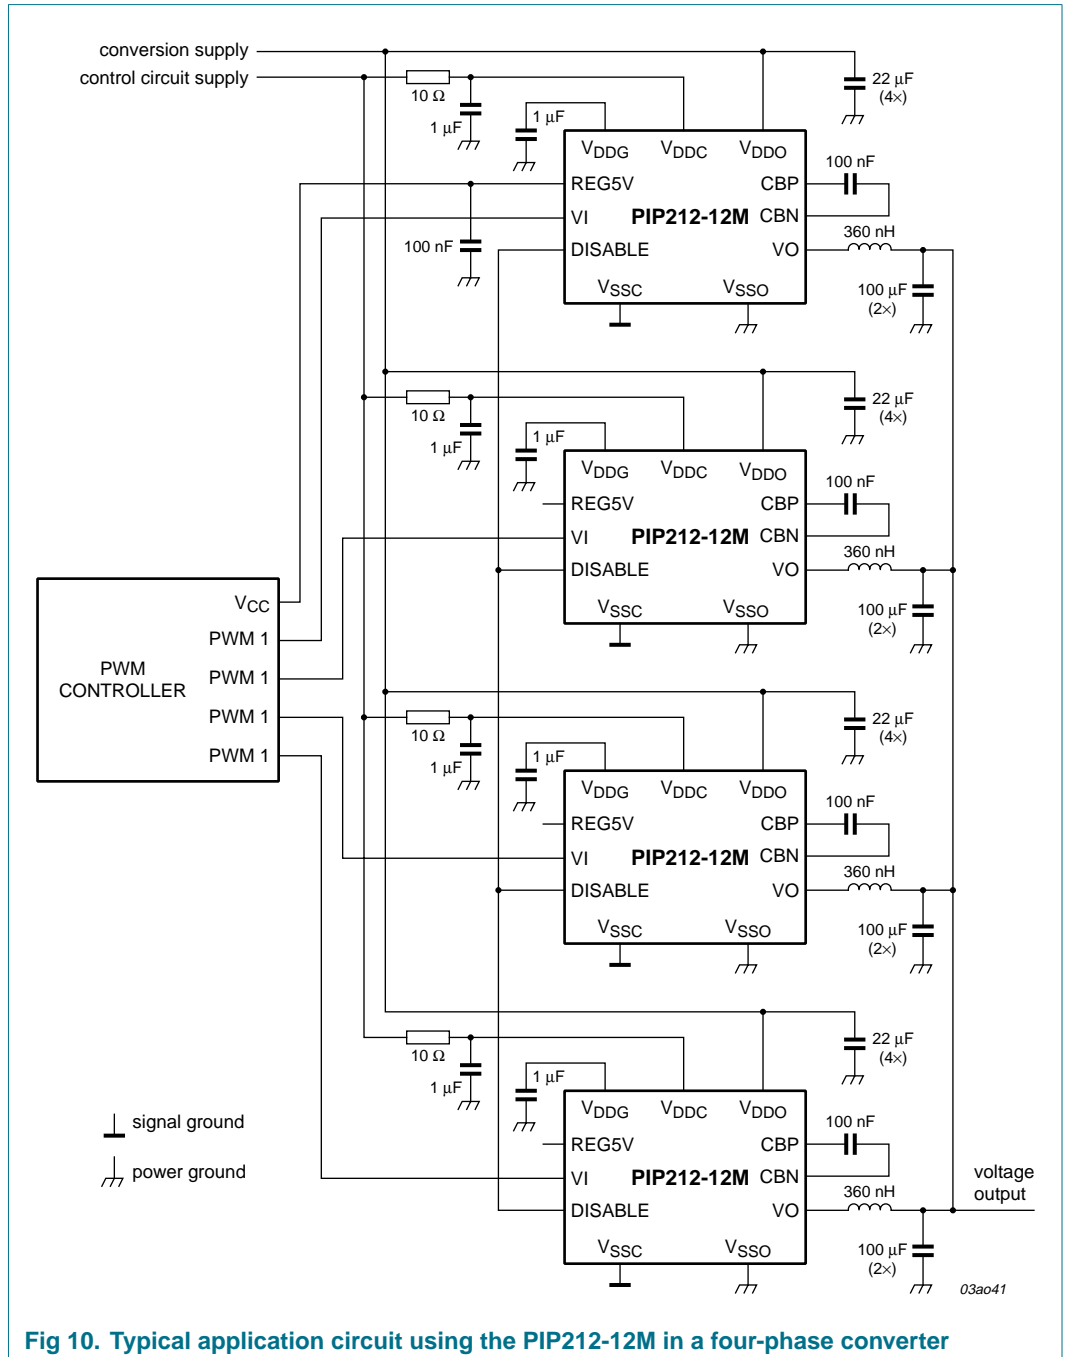 conversion supply
control circuit supply
10 Ω
1 μF
1 μF
22 μF
(4×)
VDDG VDDC VDDO
REG5V CBP
VI PIP212-12M CBN
DISABLE VO
VSSC VSSO
100 nF
100 nF
360 nH
100 μF
(2×)
10 Ω
1 μF
1 μF
22 μF
(4×)
VDDG VDDC VDDO
REG5V CBP
VI PIP212-12M CBN
DISABLE VO
VSSC VSSO
100 nF
360 nH
100 μF
(2×)
PWM
CONTROLLER
VCC
PWM 1
PWM 1
PWM 1
PWM 1
10 Ω
1 μF
1 μF
22 μF
(4×)
VDDG VDDC VDDO
REG5V CBP
VI PIP212-12M CBN
DISABLE VO
VSSC VSSO
100 nF
360 nH
100 μF
(2×)
10 Ω
1 μF
1 μF
22 μF
(4×)
VDDG VDDC VDDO
REG5V CBP
VI PIP212-12M CBN
DISABLE VO
VSSC VSSO
100 nF
360 nH
100 μF
(2×)
signal ground
power ground
voltage
output
03ao41
Fig 10. Typical application circuit using the PIP212-12M in a four-phase converter